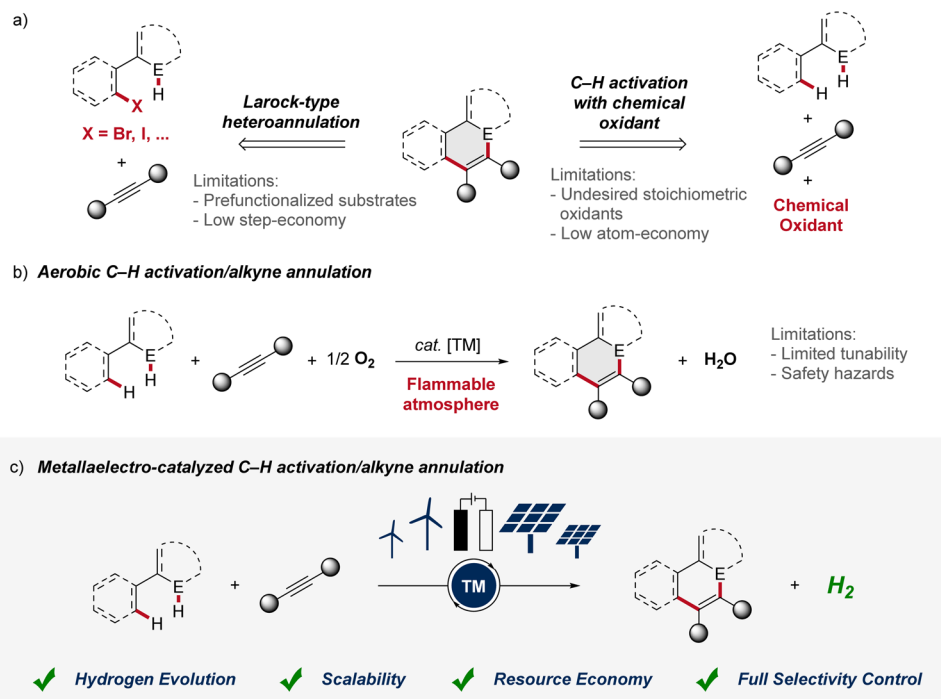 a)
E
H
X
X = Br, I, ...
+
Larock-type
heteroannulation
Limitations:
- Prefunctionalized substrates
- Low step-economy
E
C–H activation
with chemical
oxidant
Limitations:
- Undesired stoichiometric
oxidants
- Low atom-economy
E
H
H
+
+
Chemical
Oxidant
b) Aerobic C–H activation/alkyne annulation
E
H
H
+
+ 1/2 O₂
cat. [TM]
Flammable
atmosphere
E
+ H₂O
Limitations:
- Limited tunability
- Safety hazards
c) Metallaelectro-catalyzed C–H activation/alkyne annulation
E
H
H
+
TM
E
+ H₂
Hydrogen Evolution
Scalability
Resource Economy
Full Selectivity Control